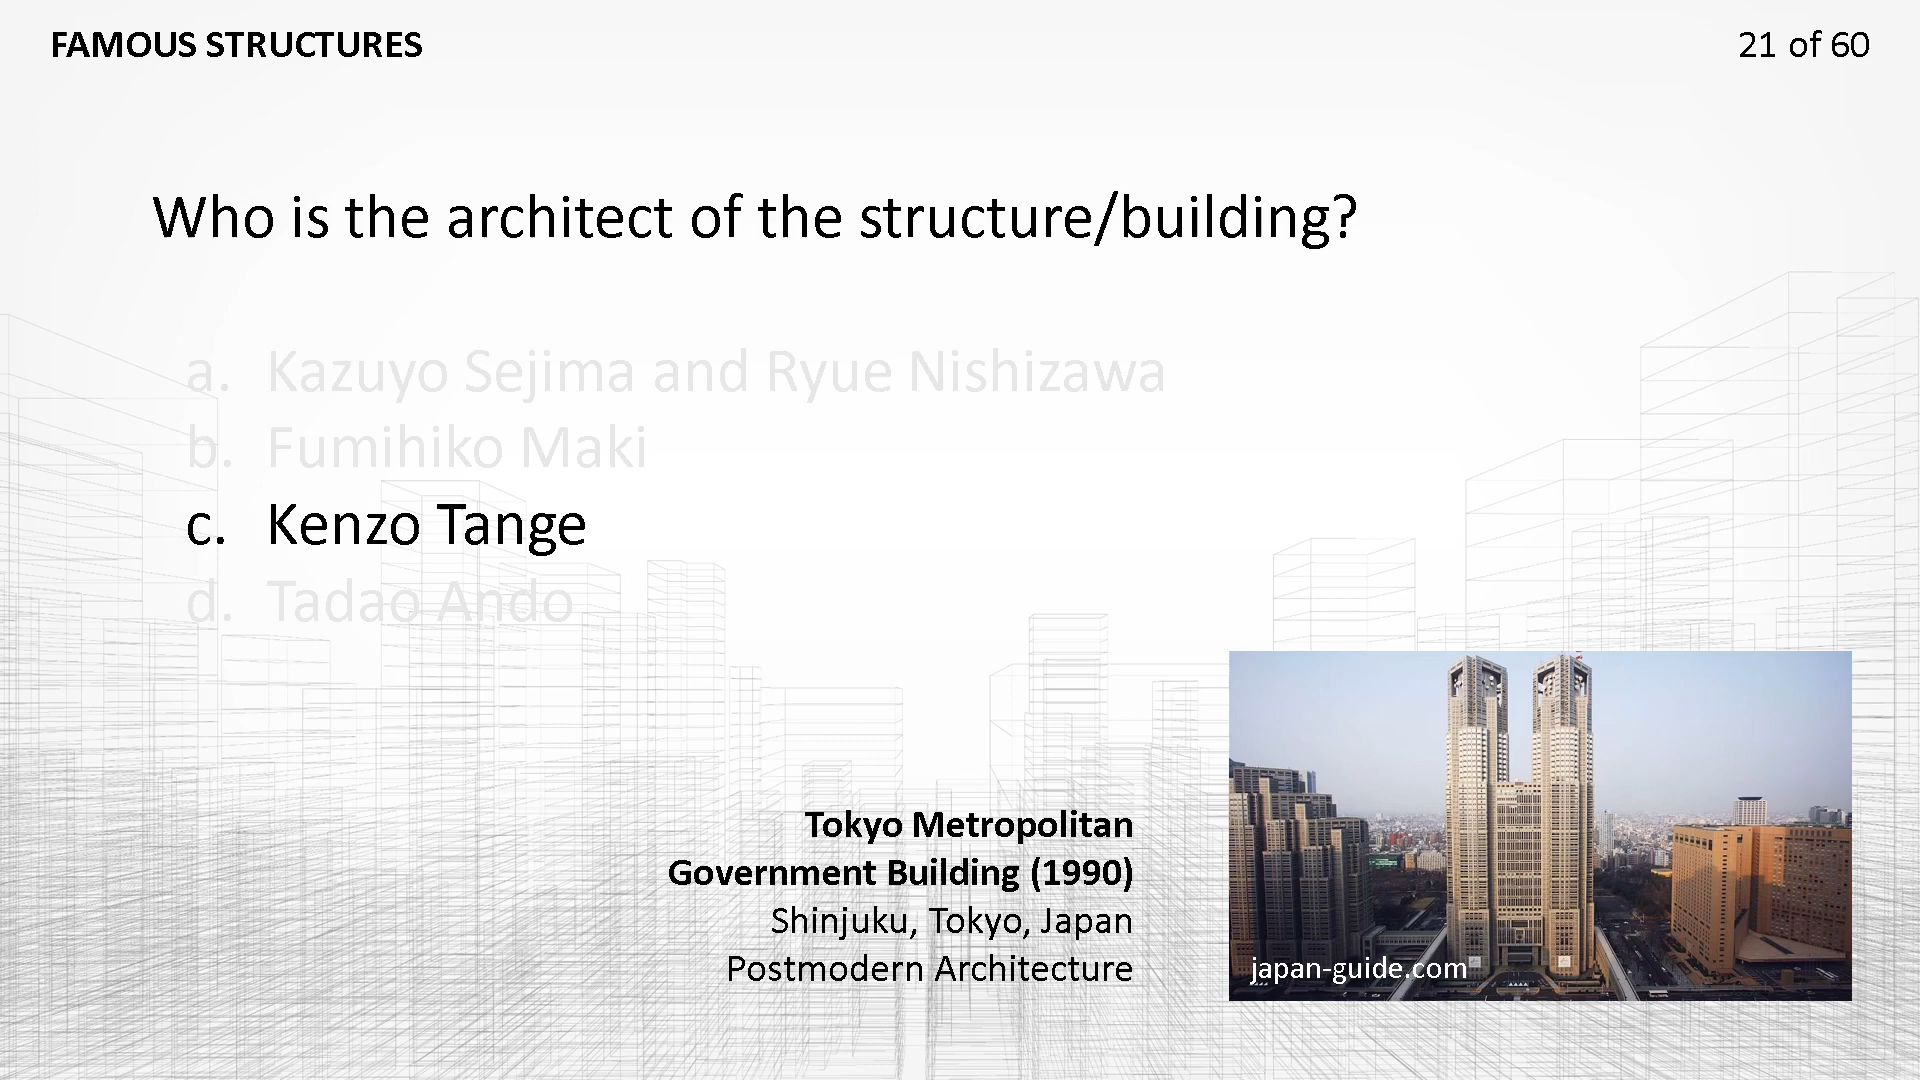 FAMOUS STRUCTURES
21 of 60
Who is the architect of the structure/building?
a. Kazuyo Sejima and Ryue Nishizawa
b. Fumihiko Maki
c. Kenzo Tange
d. Tadao Ando
Tokyo Metropolitan
Government Building (1990)
Shinjuku, Tokyo, Japan
Postmodern Architecture
japan-guide.com